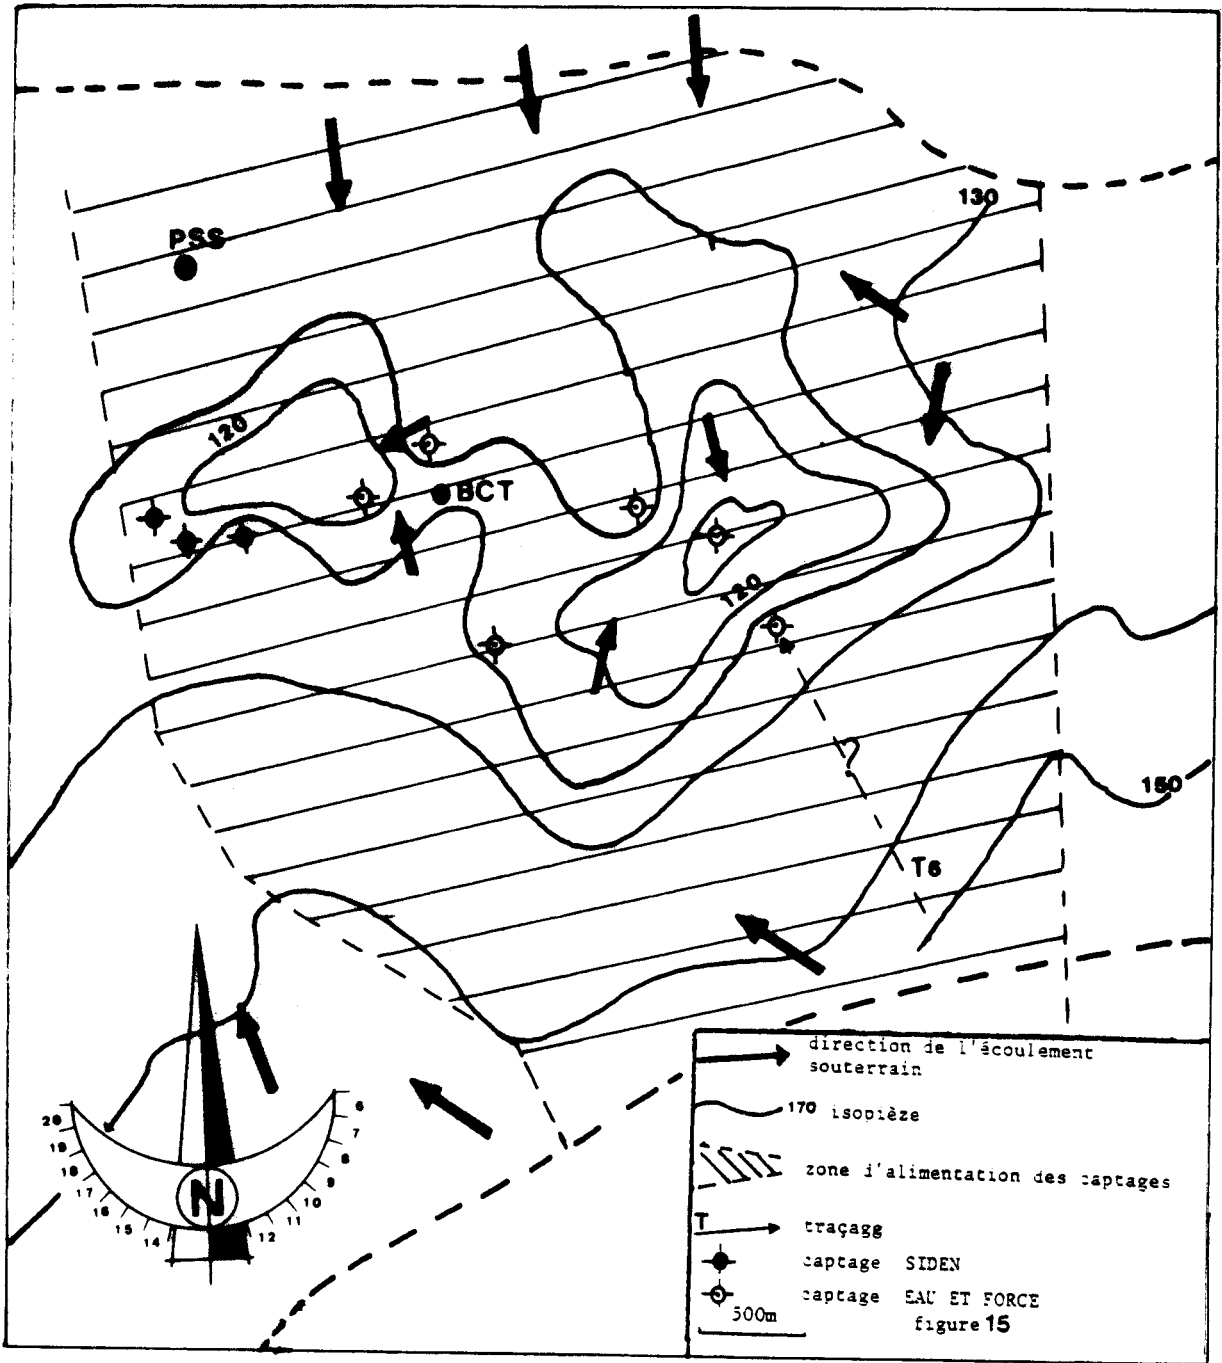 130
PSS
120
BCT
120
?
150
T6
direction de l'écoulement
souterrain
170 isopièze
zone d'alimentation des captages
T
traçagg
captage SIDEN
captage EAU ET FORCE
500m
figure 15
20
19
18
17
16
15
14
N
12
11
10
9
8
7
6